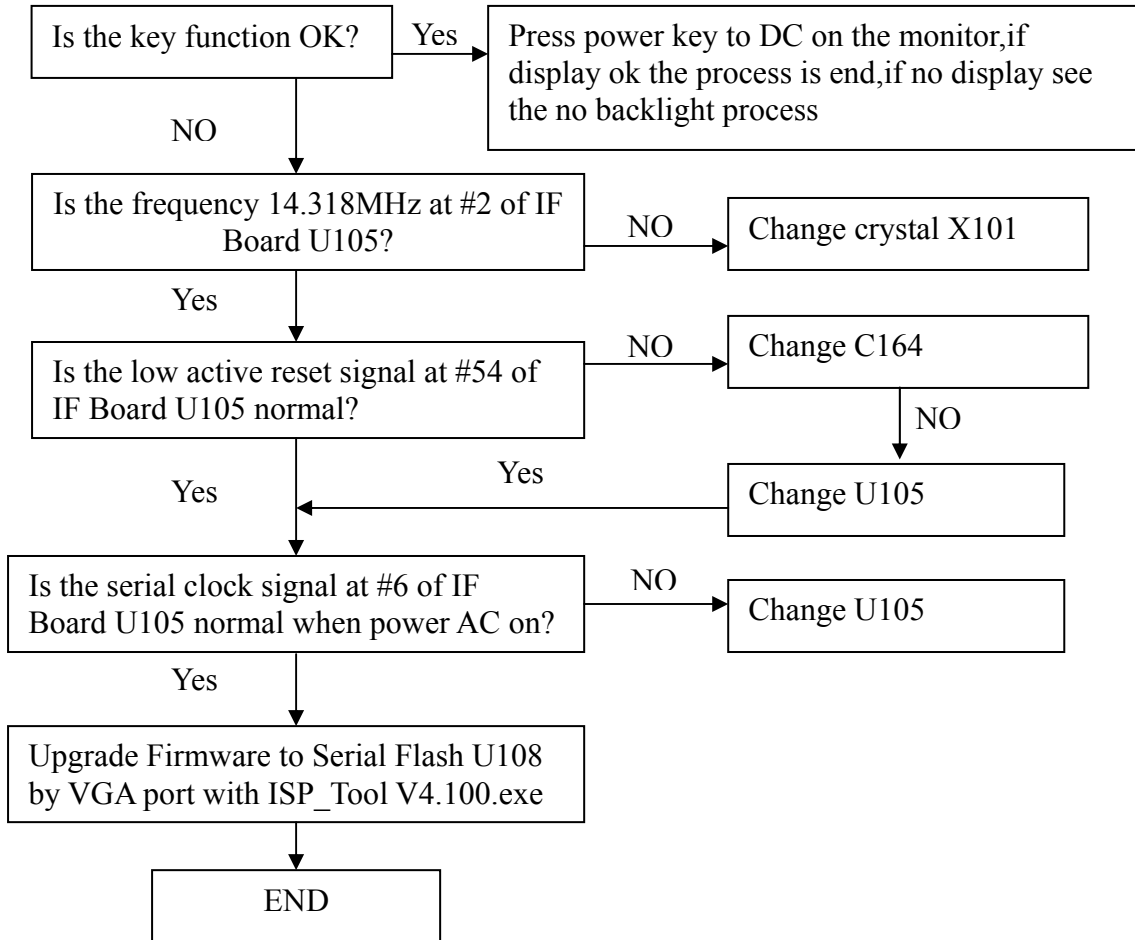 Is the key function OK?
Yes
Press power key to DC on the monitor,if
display ok the process is end,if no display see
the no backlight process
NO
Is the frequency 14.318MHz at #2 of IF
Board U105?
NO
Change crystal X101
Yes
Is the low active reset signal at #54 of
IF Board U105 normal?
NO
Change C164
NO
Yes
Yes
Change U105
Is the serial clock signal at #6 of IF
Board U105 normal when power AC on?
NO
Change U105
Yes
Upgrade Firmware to Serial Flash U108
by VGA port with ISP_Tool V4.100.exe
END